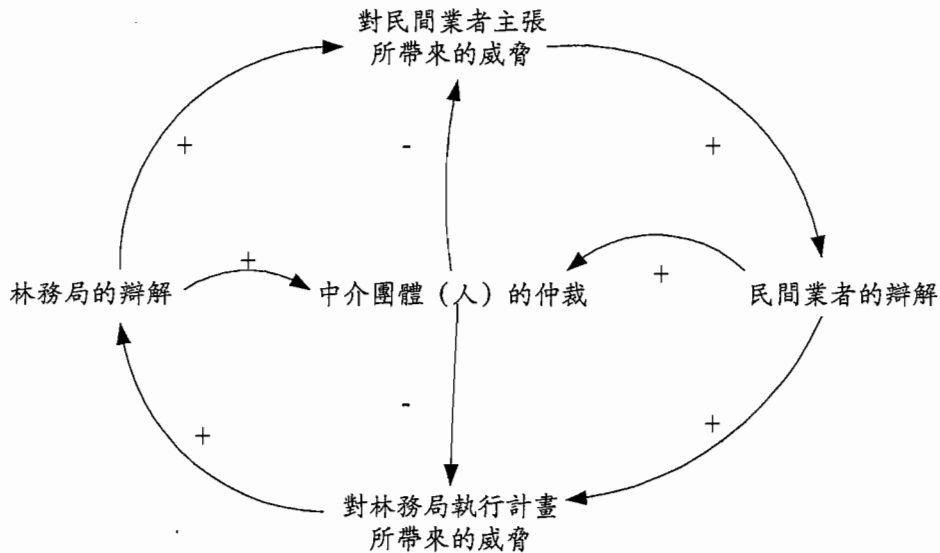 對民間業者主張
所帶來的威脅
+
-
+
+
+
林務局的辯解
中介團體（人）的仲裁
民間業者的辯解
-
+
+
對林務局執行計畫
所帶來的威脅